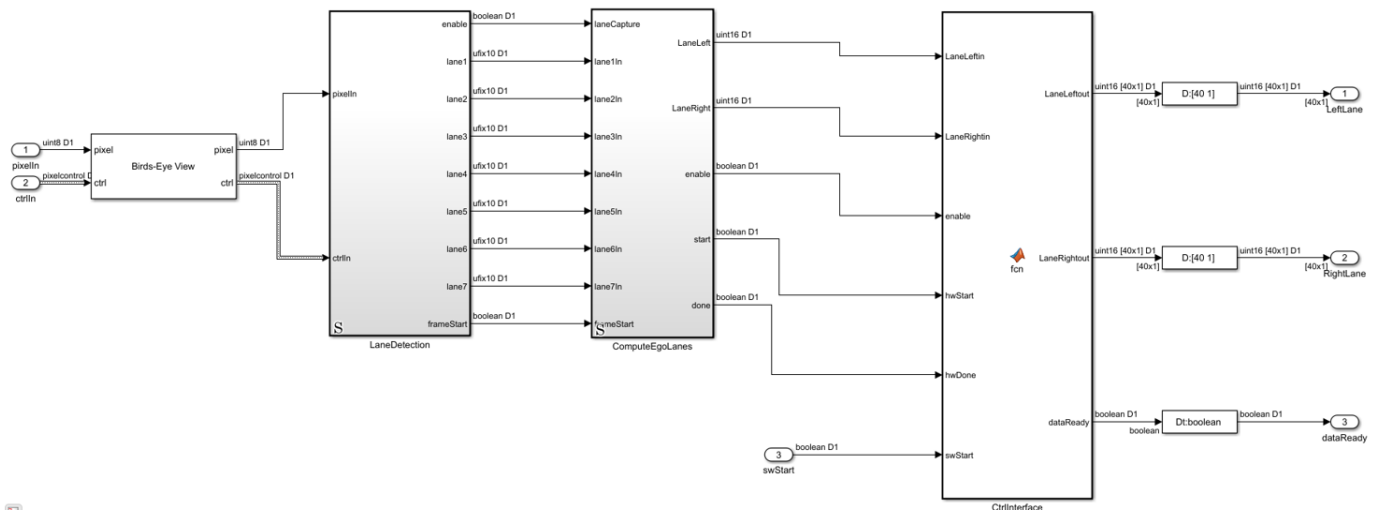 1
pixelIn
uint8 D1
2
ctrlIn
pixelcontrol D
pixel
ctrl
Birds-Eye View
pixel
ctrl
uint8 D1
pixelcontrol D1
pixelIn
ctrlIn
enable
lane1
lane2
lane3
lane4
lane5
lane6
lane7
frameStart
S
LaneDetection
boolean D1
ufix10 D1
ufix10 D1
ufix10 D1
ufix10 D1
ufix10 D1
ufix10 D1
ufix10 D1
boolean D1
laneCapture
lane1In
lane2In
lane3In
lane4In
lane5In
lane6In
lane7In
frameStart
S
LaneLeft
LaneRight
enable
start
done
ComputeEgoLanes
uint16 D1
uint16 D1
boolean D1
boolean D1
boolean D1
3
swStart
boolean D1
LaneLeftin
LaneRightin
enable
hwStart
hwDone
swStart
fcn
LaneLeftout
LaneRightout
dataReady
CtrlInterface
uint16 [40x1] D1
[40x1]
D:[40 1]
uint16 [40x1] D1
[40x1]
1
LeftLane
uint16 [40x1] D1
[40x1]
D:[40 1]
uint16 [40x1] D1
[40x1]
2
RightLane
boolean D1
boolean
Dt:boolean
boolean D1
3
dataReady